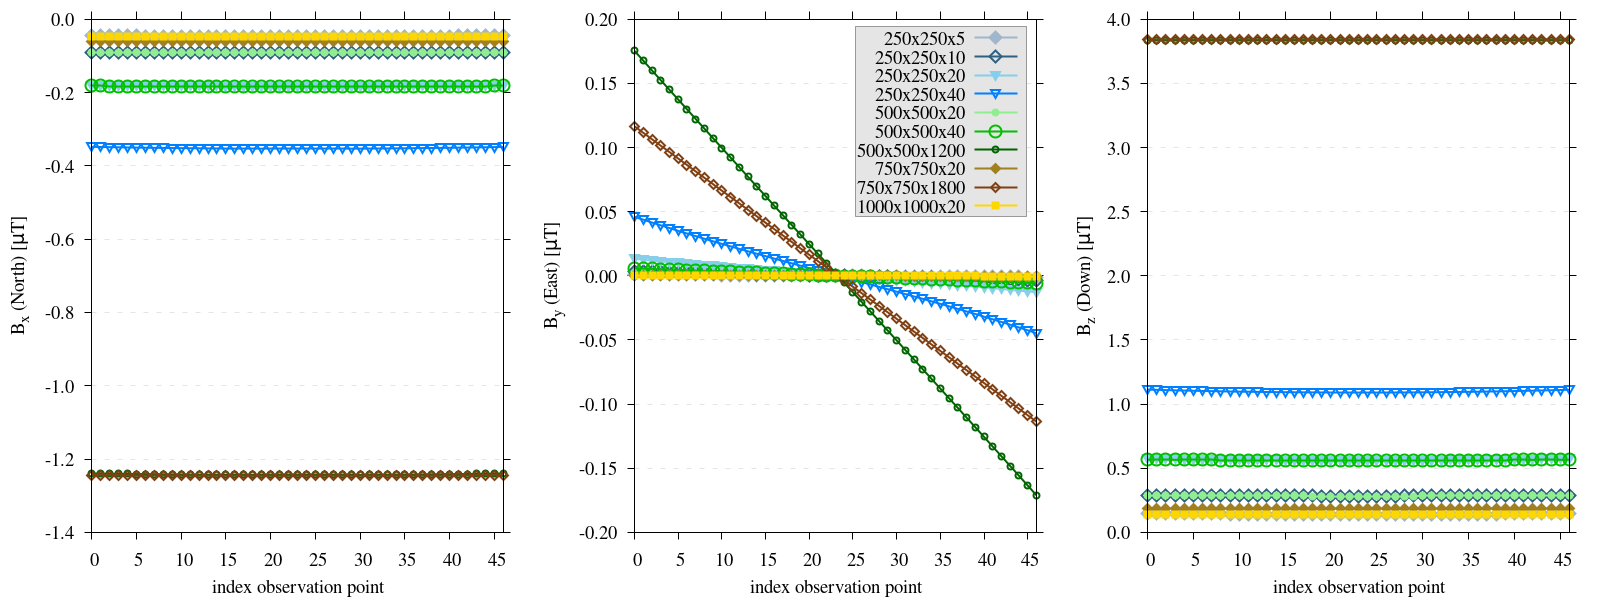 0.0
-0.2
-0.4
-0.6
-0.8
-1.0
-1.2
-1.4
0 5 10 15 20 25 30 35 40 45
index observation point
Bx (North) [µT]
0.20
0.15
0.10
0.05
0.00
-0.05
-0.10
-0.15
-0.20
0 5 10 15 20 25 30 35 40 45
index observation point
By (East) [µT]
250x250x5
250x250x10
250x250x20
250x250x40
500x500x20
500x500x40
500x500x1200
750x750x20
750x750x1800
1000x1000x20
4.0
3.5
3.0
2.5
2.0
1.5
1.0
0.5
0.0
0 5 10 15 20 25 30 35 40 45
index observation point
Bz (Down) [µT]